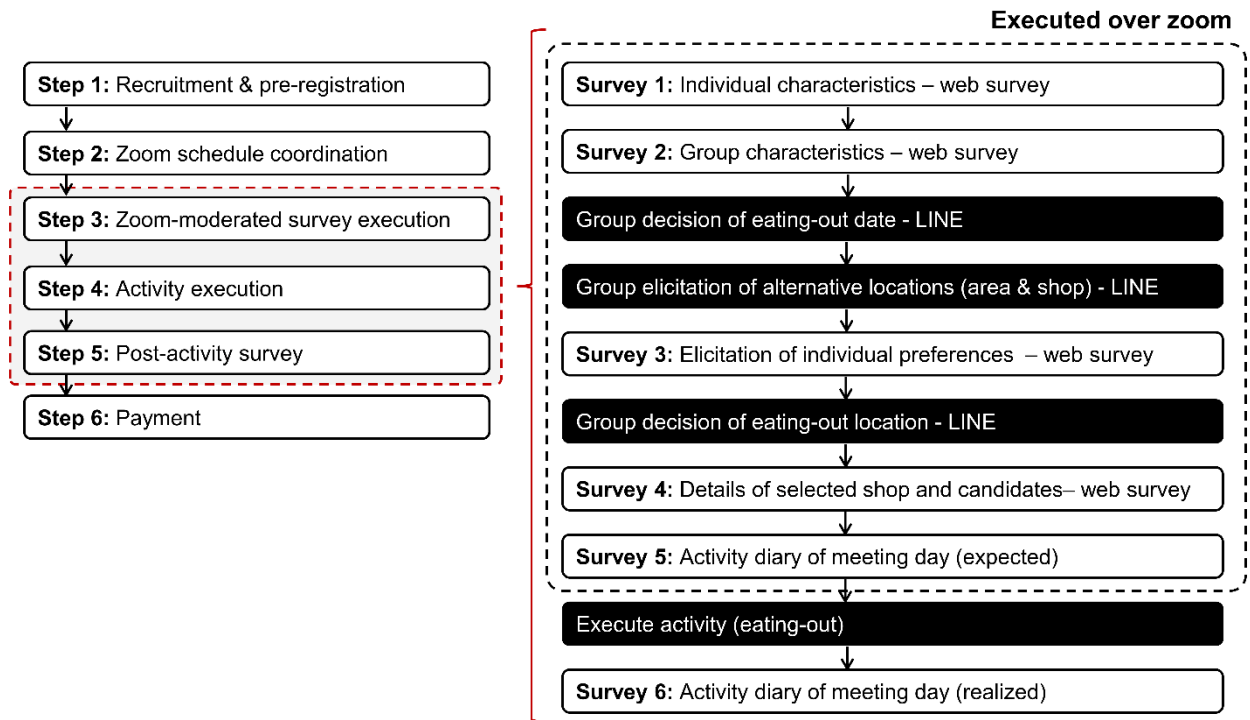 Executed over zoom
Step 1: Recruitment & pre-registration
Step 2: Zoom schedule coordination
Step 3: Zoom-moderated survey execution
Step 4: Activity execution
Step 5: Post-activity survey
Step 6: Payment
Survey 1: Individual characteristics – web survey
Survey 2: Group characteristics – web survey
Group decision of eating-out date - LINE
Group elicitation of alternative locations (area & shop) - LINE
Survey 3: Elicitation of individual preferences – web survey
Group decision of eating-out location - LINE
Survey 4: Details of selected shop and candidates– web survey
Survey 5: Activity diary of meeting day (expected)
Execute activity (eating-out)
Survey 6: Activity diary of meeting day (realized)